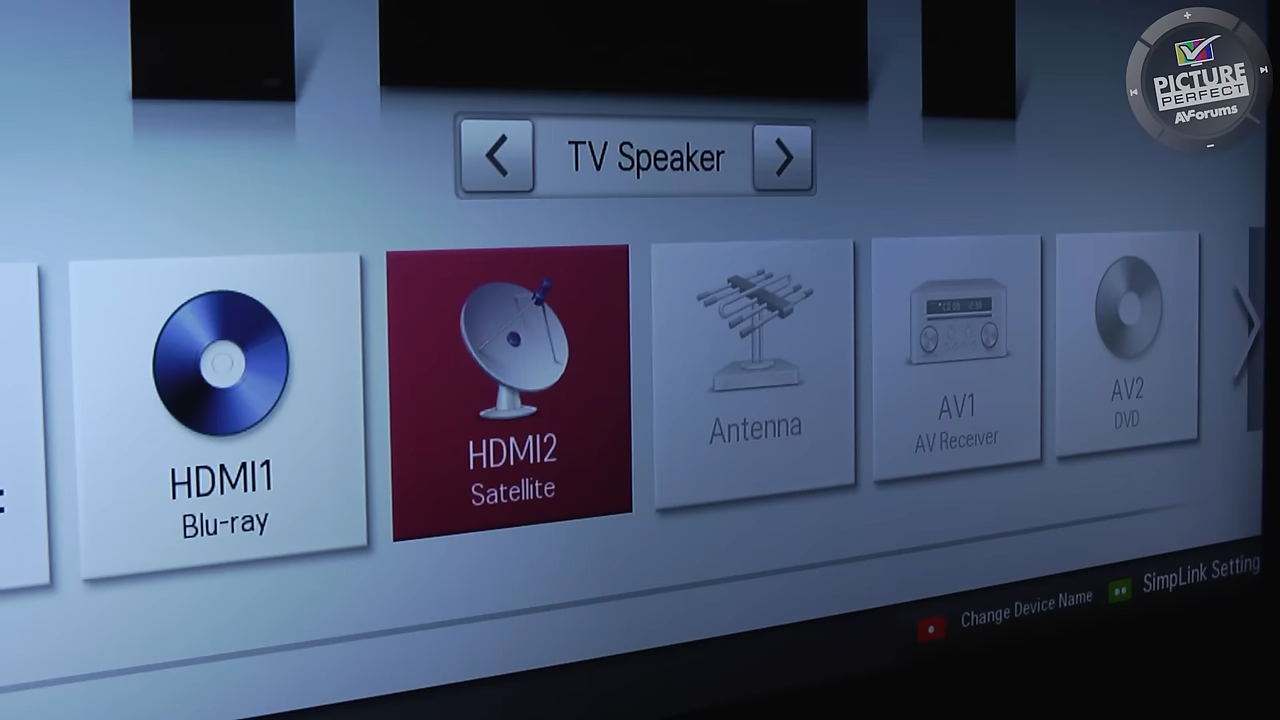 PICTURE
PERFECT
AVForums
TV Speaker
HDMI1
Blu-ray
HDMI2
Satellite
Antenna
AV1
AV Receiver
AV2
DVD
Change Device Name
SimpLink Setting